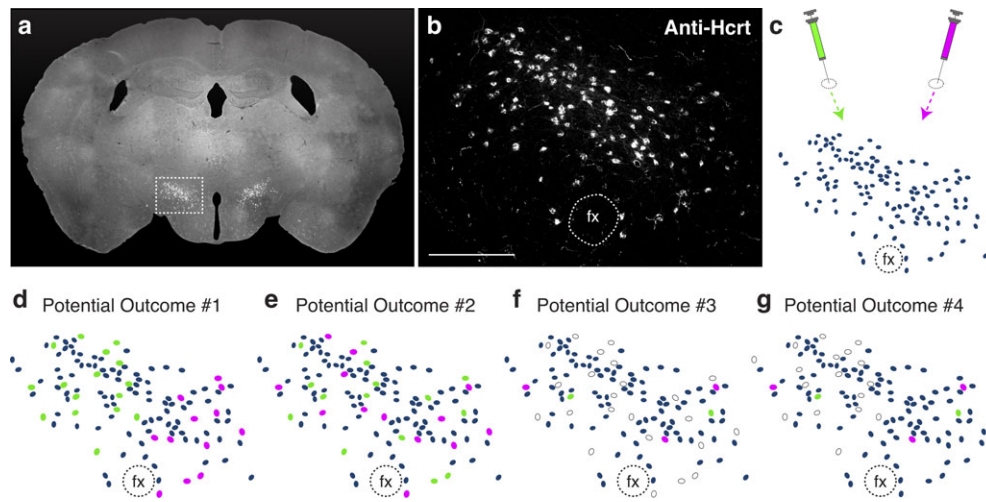 a
b
Anti-Hcrt
fx
c
fx
d Potential Outcome #1
fx
e Potential Outcome #2
fx
f Potential Outcome #3
fx
g Potential Outcome #4
fx